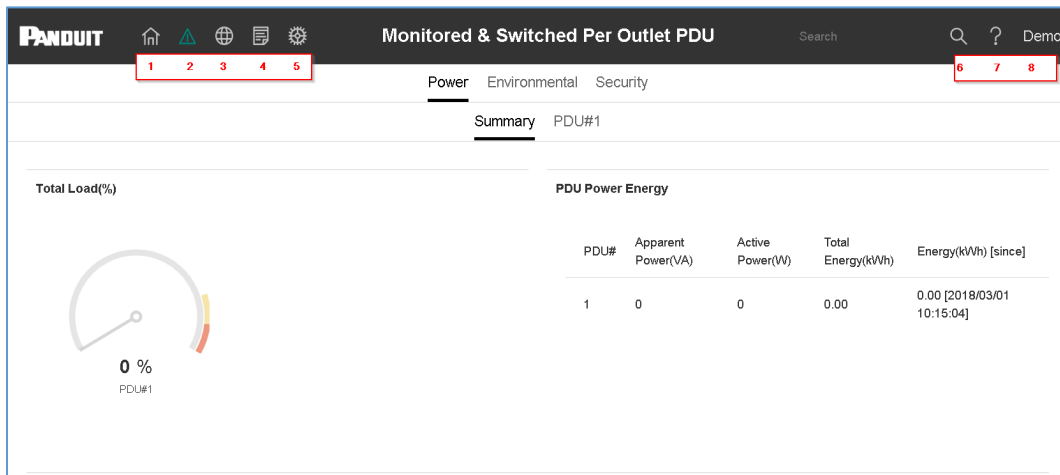 PANDUIT Monitored & Switched Per Outlet PDU Search ? Demo
1 2 3 4 5 6 7 8
Power Environmental Security
Summary PDU#1
Total Load(%)
0 %
PDU#1
PDU Power Energy
PDU# Apparent Power(VA) Active Power(W) Total Energy(kWh) Energy(kWh) [since]
1 0 0 0.00 0.00 [2018/03/01 10:15:04]